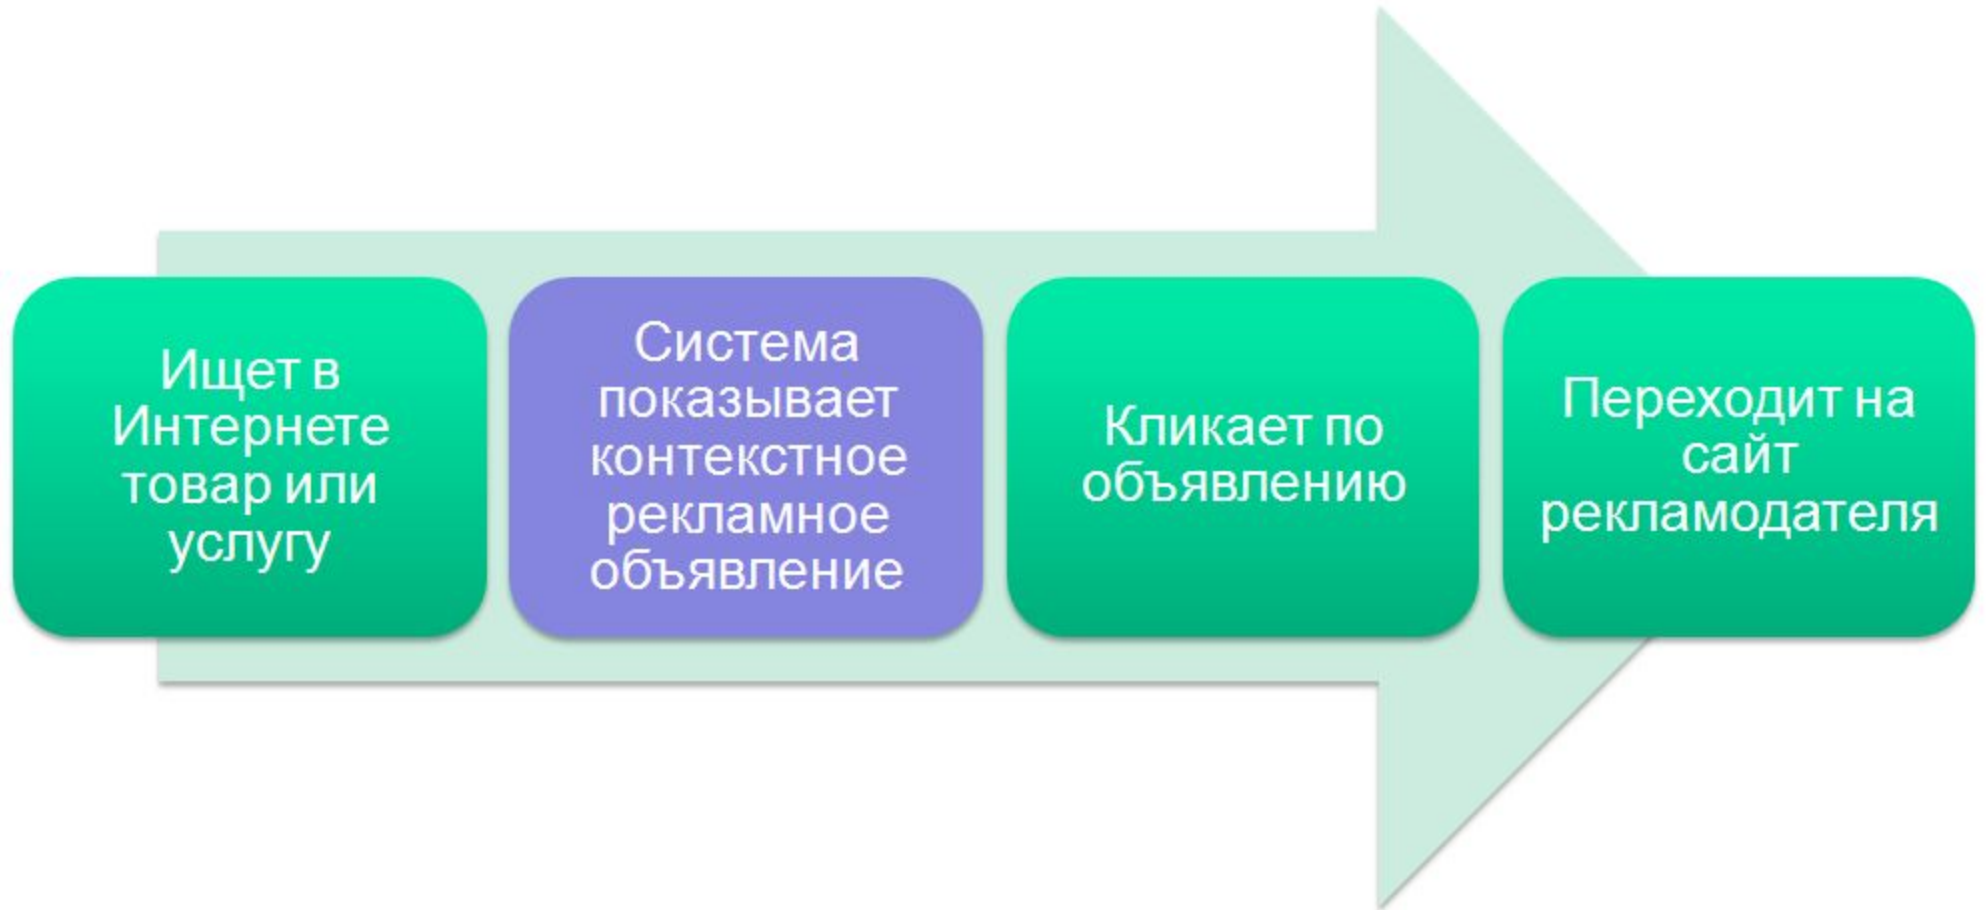 Ищет в
Интернете
товар или
услугу
Система
показывает
контекстное
рекламное
объявление
Кликает по
объявлению
Переходит на
сайт
рекламодателя